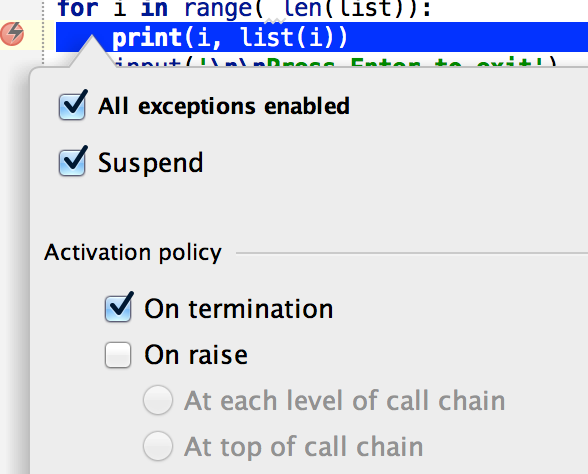 for i in range( len(list)):
print(i, list(i))
input('\n\nPress Enter to exit')
All exceptions enabled
Suspend
Activation policy
On termination
On raise
At each level of call chain
At top of call chain